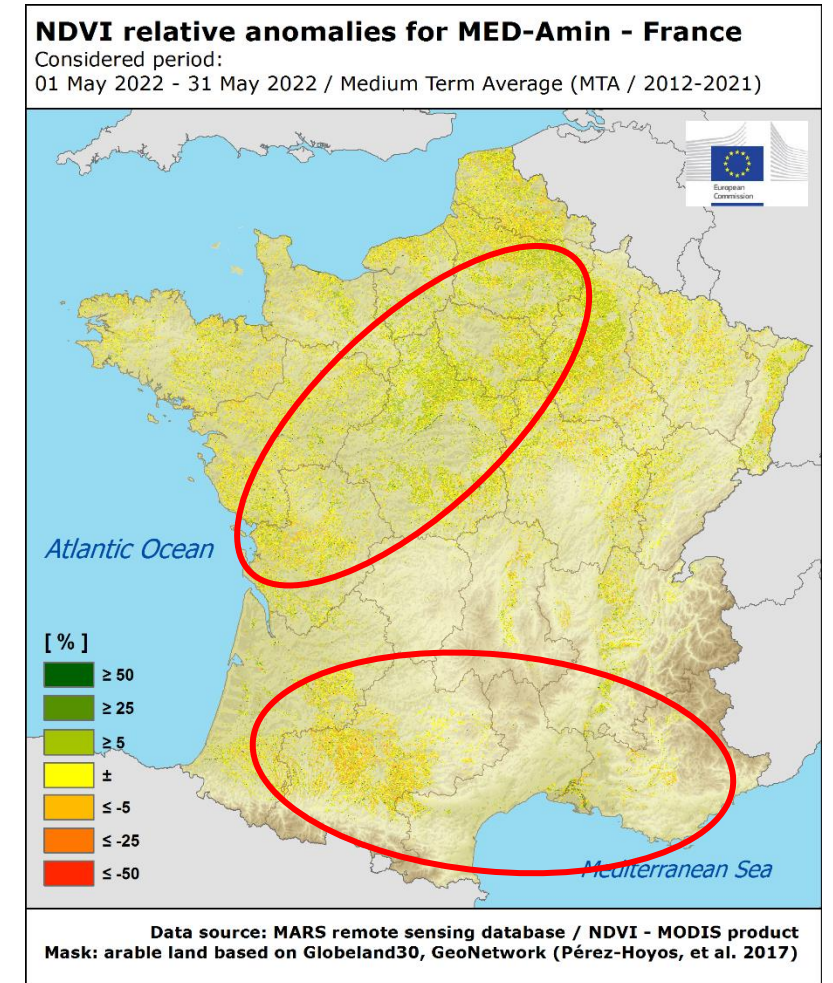 NDVI relative anomalies for MED-Amin - France
Considered period:
01 May 2022 - 31 May 2022 / Medium Term Average (MTA / 2012-2021)
European
Commission
Atlantic Ocean
[ % ]
≥ 50
≥ 25
≥ 5
±
≤ -5
≤ -25
≤ -50
Mediterranean Sea
Data source: MARS remote sensing database / NDVI - MODIS product
Mask: arable land based on Globeland30, GeoNetwork (Pérez-Hoyos, et al. 2017)